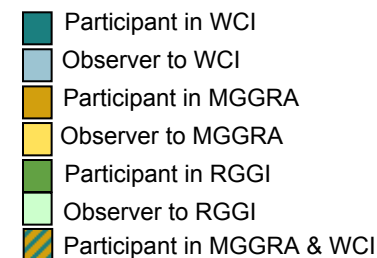 Participant in WCI
Observer to WCI
Participant in MGGRA
Observer to MGGRA
Participant in RGGI
Observer to RGGI
Participant in MGGRA & WCI